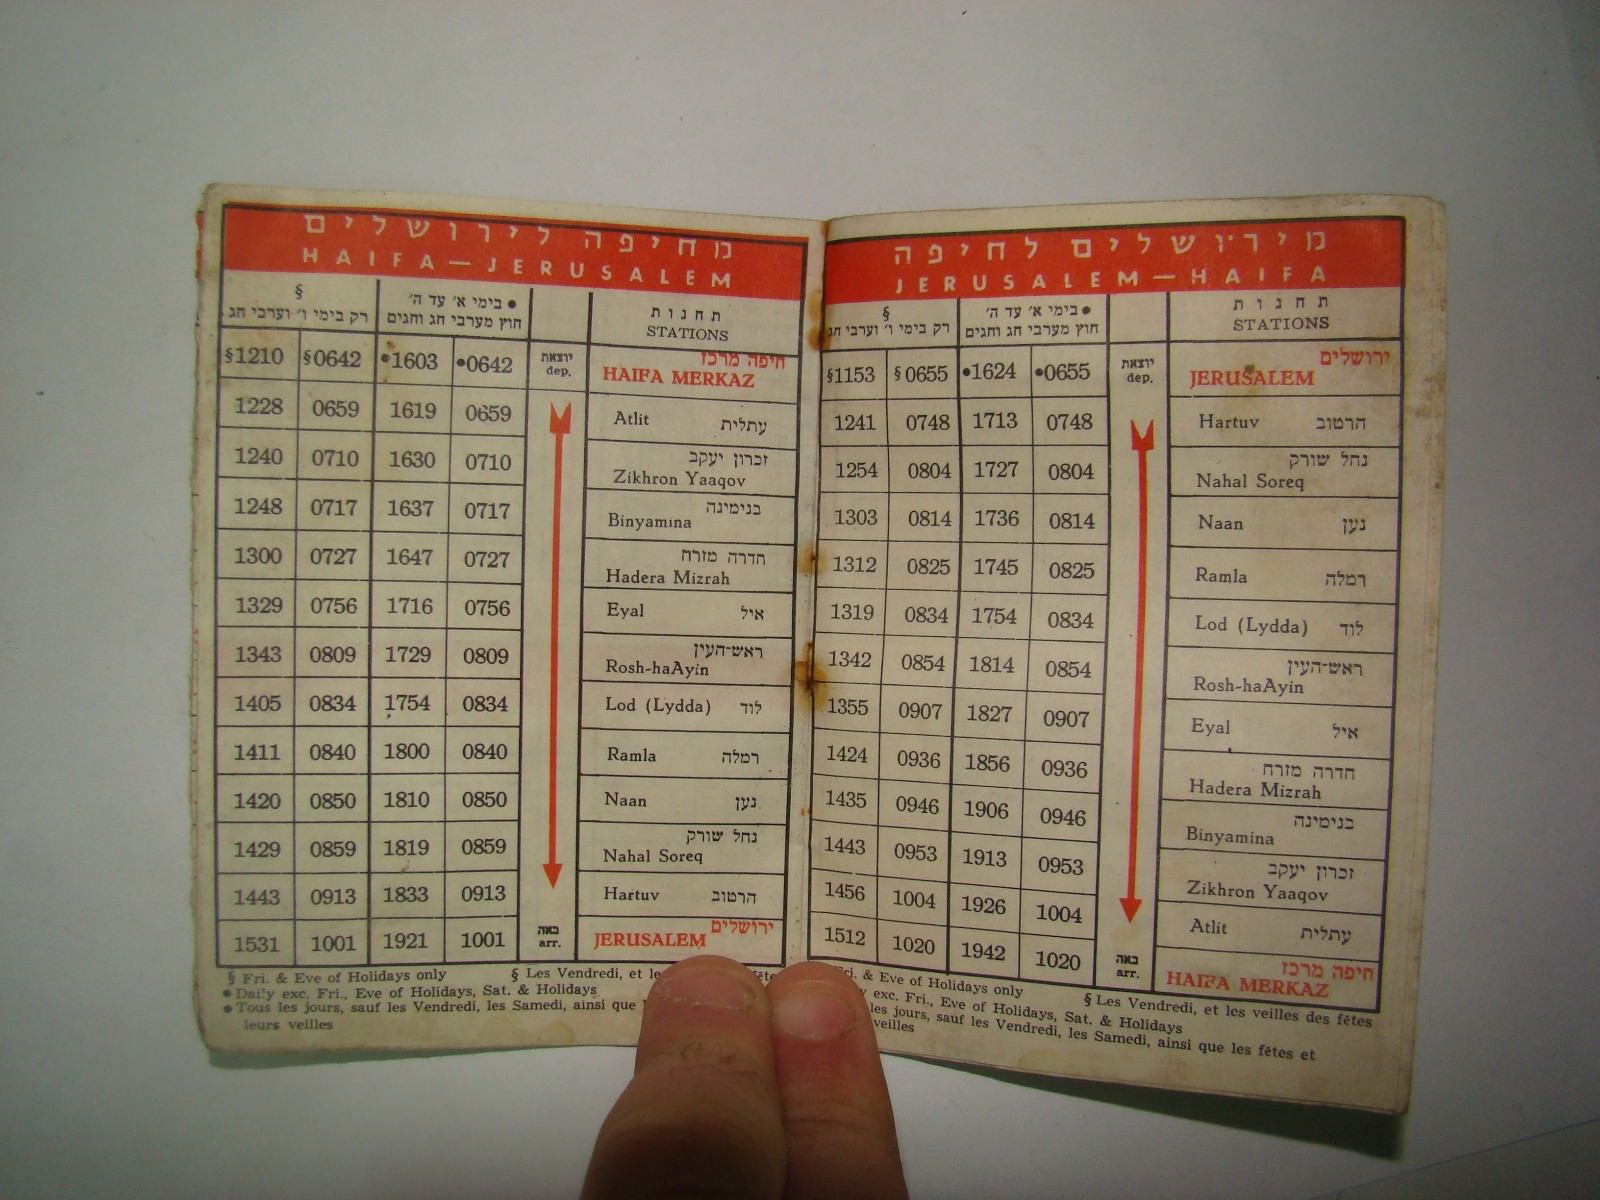 מחיפה לירושלים
HAIFA — JERUSALEM
§ רק בימי ו׳ וערבי חג
● בימי א׳ עד ה׳ חוץ מערבי חג וחגים
תחנות STATIONS
§1210 §0642 •1603 •0642 יוצאת dep. HAIFA MERKAZ חיפה מרכז
1228 0659 1619 0659 Atlit עתלית
1240 0710 1630 0710 Zikhron Yaaqov זכרון יעקב
1248 0717 1637 0717 Binyamina בנימינה
1300 0727 1647 0727 Hadera Mizrah חדרה מזרח
1329 0756 1716 0756 Eyal איל
1343 0809 1729 0809 Rosh-haAyin ראש-העין
1405 0834 1754 0834 Lod (Lydda) לוד
1411 0840 1800 0840 Ramla רמלה
1420 0850 1810 0850 Naan נען
1429 0859 1819 0859 Nahal Soreq נחל שורק
1443 0913 1833 0913 Hartuv הרטוב
1531 1001 1921 1001 באה arr. JERUSALEM ירושלים
§ Fri. & Eve of Holidays only § Les Vendredi, et
● Daily exc. Fri., Eve of Holidays, Sat. & Holidays
● Tous les jours, sauf les Vendredi, les Samedi, ainsi que
leurs veilles
מירושלים לחיפה
JERUSALEM — HAIFA
§ רק בימי ו׳ וערבי חג
● בימי א׳ עד ה׳ חוץ מערבי חג וחגים
תחנות STATIONS
§1153 §0655 •1624 •0655 יוצאת dep. JERUSALEM ירושלים
1241 0748 1713 0748 Hartuv הרטוב
1254 0804 1727 0804 Nahal Soreq נחל שורק
1303 0814 1736 0814 Naan נען
1312 0825 1745 0825 Ramla רמלה
1319 0834 1754 0834 Lod (Lydda) לוד
1342 0854 1814 0854 Rosh-haAyin ראש-העין
1355 0907 1827 0907 Eyal איל
1424 0936 1856 0936 Hadera Mizrah חדרה מזרח
1435 0946 1906 0946 Binyamina בנימינה
1443 0953 1913 0953 Zikhron Yaaqov זכרון יעקב
1456 1004 1926 1004 Atlit עתלית
1512 1020 1942 1020 באה arr. HAIFA MERKAZ חיפה מרכז
& Eve of Holidays only § Les Vendredi, et les veilles des fêtes
exc. Fri., Eve of Holidays, Sat. & Holidays
les jours, sauf les Vendredi, les Samedi, ainsi que les fêtes et
veilles